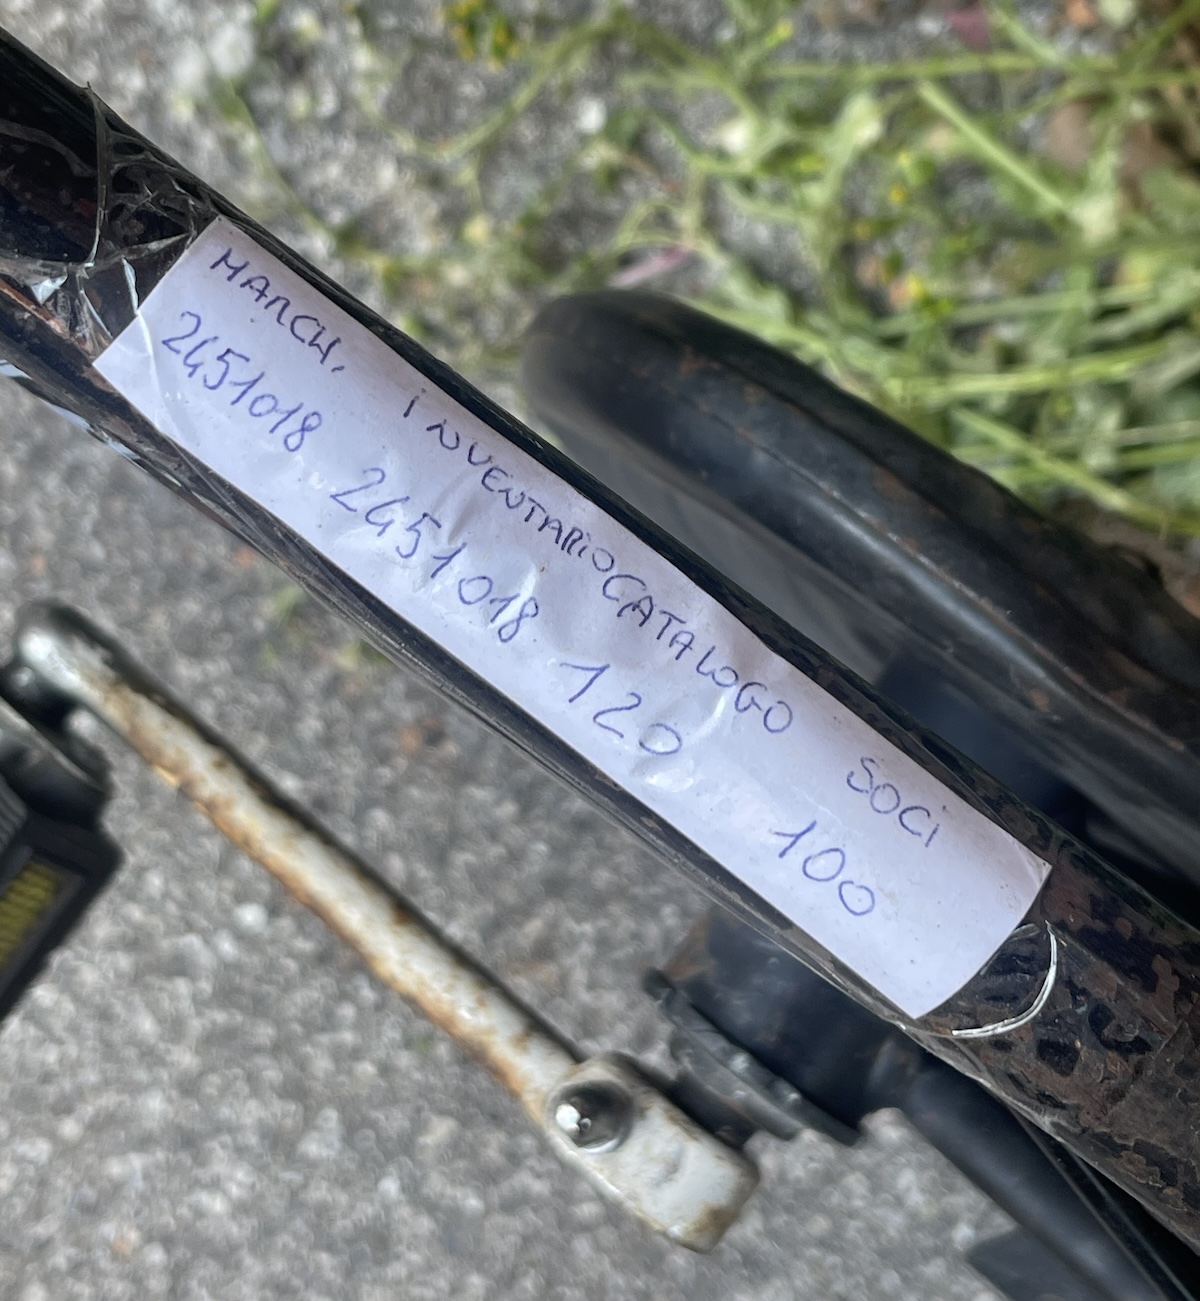 MARCH. iNVENTARiO CATALOGO SOCi
2451018 2451018 120 100